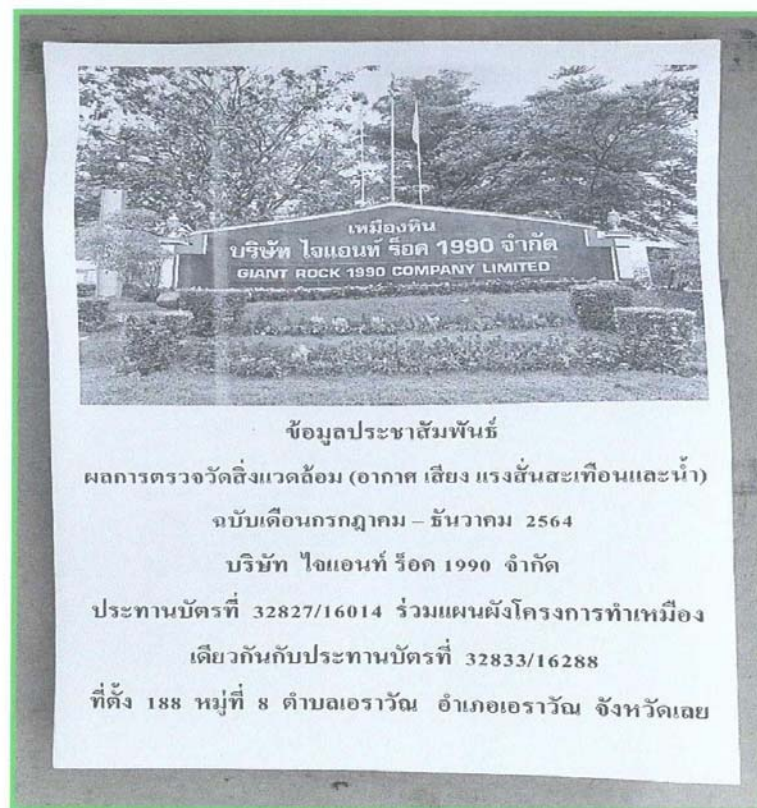 เหมืองหิน
บริษัท ไจแอนท์ ร็อค 1990 จำกัด
GIANT ROCK 1990 COMPANY LIMITED
ข้อมูลประชาสัมพันธ์
ผลการตรวจวัดสิ่งแวดล้อม (อากาศ เสียง แรงสั่นสะเทือนและน้ำ)
ฉบับเดือนกรกฎาคม – ธันวาคม 2564
บริษัท ไจแอนท์ ร็อค 1990 จำกัด
ประทานบัตรที่ 32827/16014 ร่วมแผนผังโครงการทำเหมือง
เดียวกันกับประทานบัตรที่ 32833/16288
ที่ตั้ง 188 หมู่ที่ 8 ตำบลเอราวัณ อำเภอเอราวัณ จังหวัดเลย